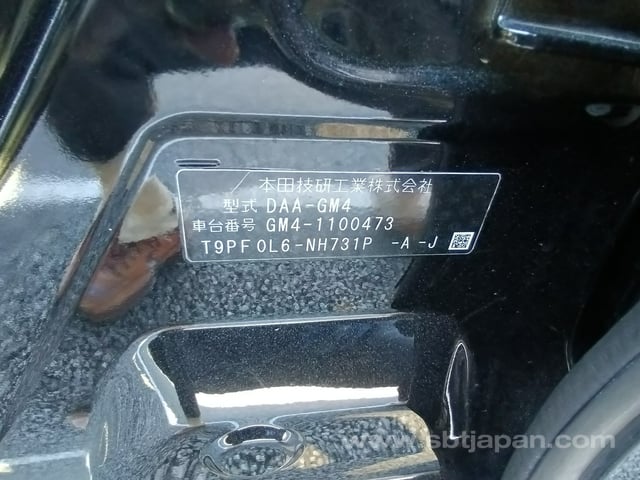 本田技研工業株式会社
型式 DAA-GM4
車台番号 GM4-1100473
T9PF0L6-NH731P -A -J
www.sbtjapan.com